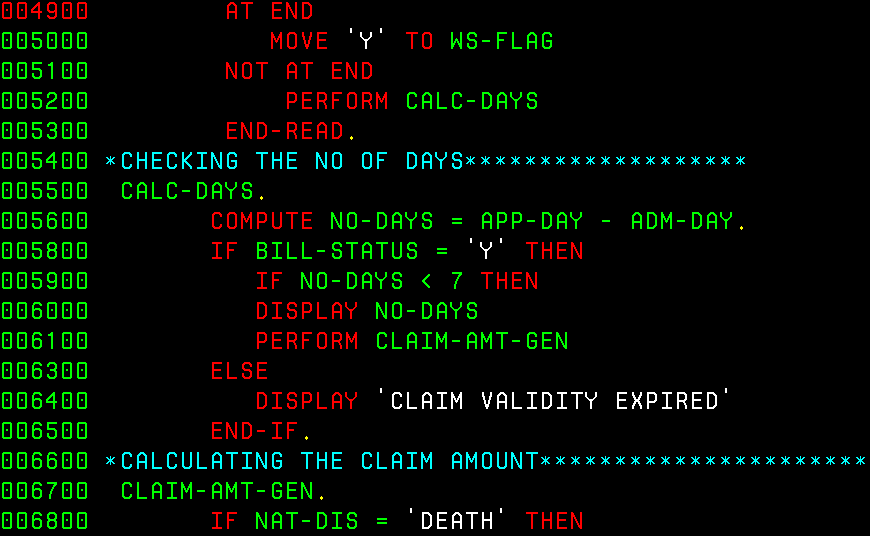 004900         AT END
005000            MOVE 'Y' TO WS-FLAG
005100         NOT AT END
005200             PERFORM CALC-DAYS
005300         END-READ.
005400 *CHECKING THE NO OF DAYS*******************
005500  CALC-DAYS.
005600        COMPUTE NO-DAYS = APP-DAY - ADM-DAY.
005800        IF BILL-STATUS = 'Y' THEN
005900           IF NO-DAYS < 7 THEN
006000           DISPLAY NO-DAYS
006100           PERFORM CLAIM-AMT-GEN
006300        ELSE
006400           DISPLAY 'CLAIM VALIDITY EXPIRED'
006500        END-IF.
006600 *CALCULATING THE CLAIM AMOUNT**********************
006700  CLAIM-AMT-GEN.
006800        IF NAT-DIS = 'DEATH' THEN